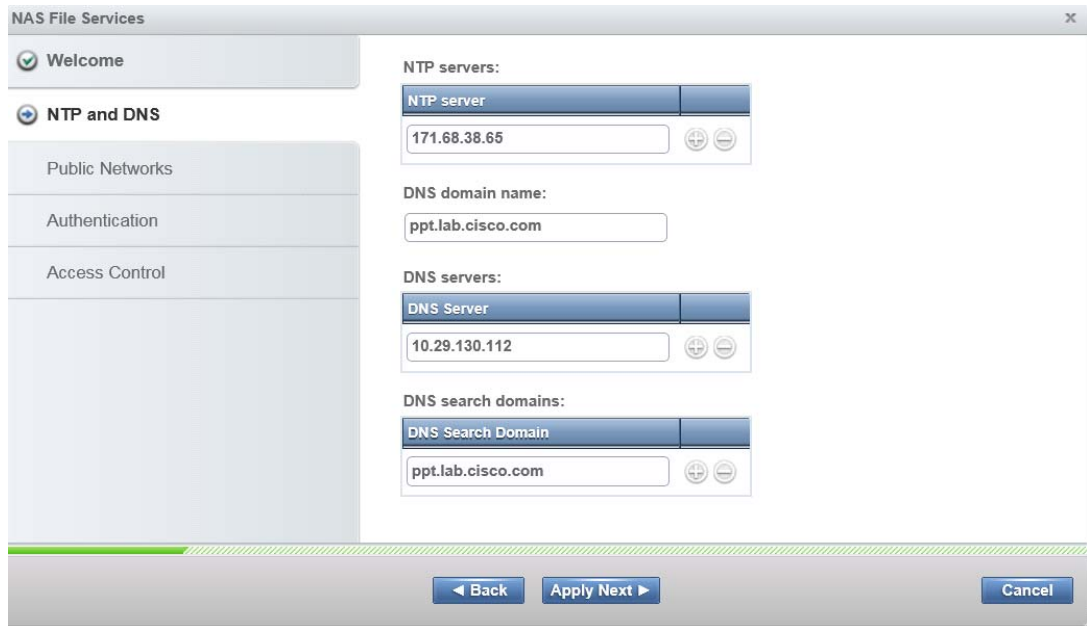 NAS File Services
Welcome
NTP and DNS
Public Networks
Authentication
Access Control
NTP servers:
NTP server
171.68.38.65
DNS domain name:
ppt.lab.cisco.com
DNS servers:
DNS Server
10.29.130.112
DNS search domains:
DNS Search Domain
ppt.lab.cisco.com
Back
Apply Next
Cancel